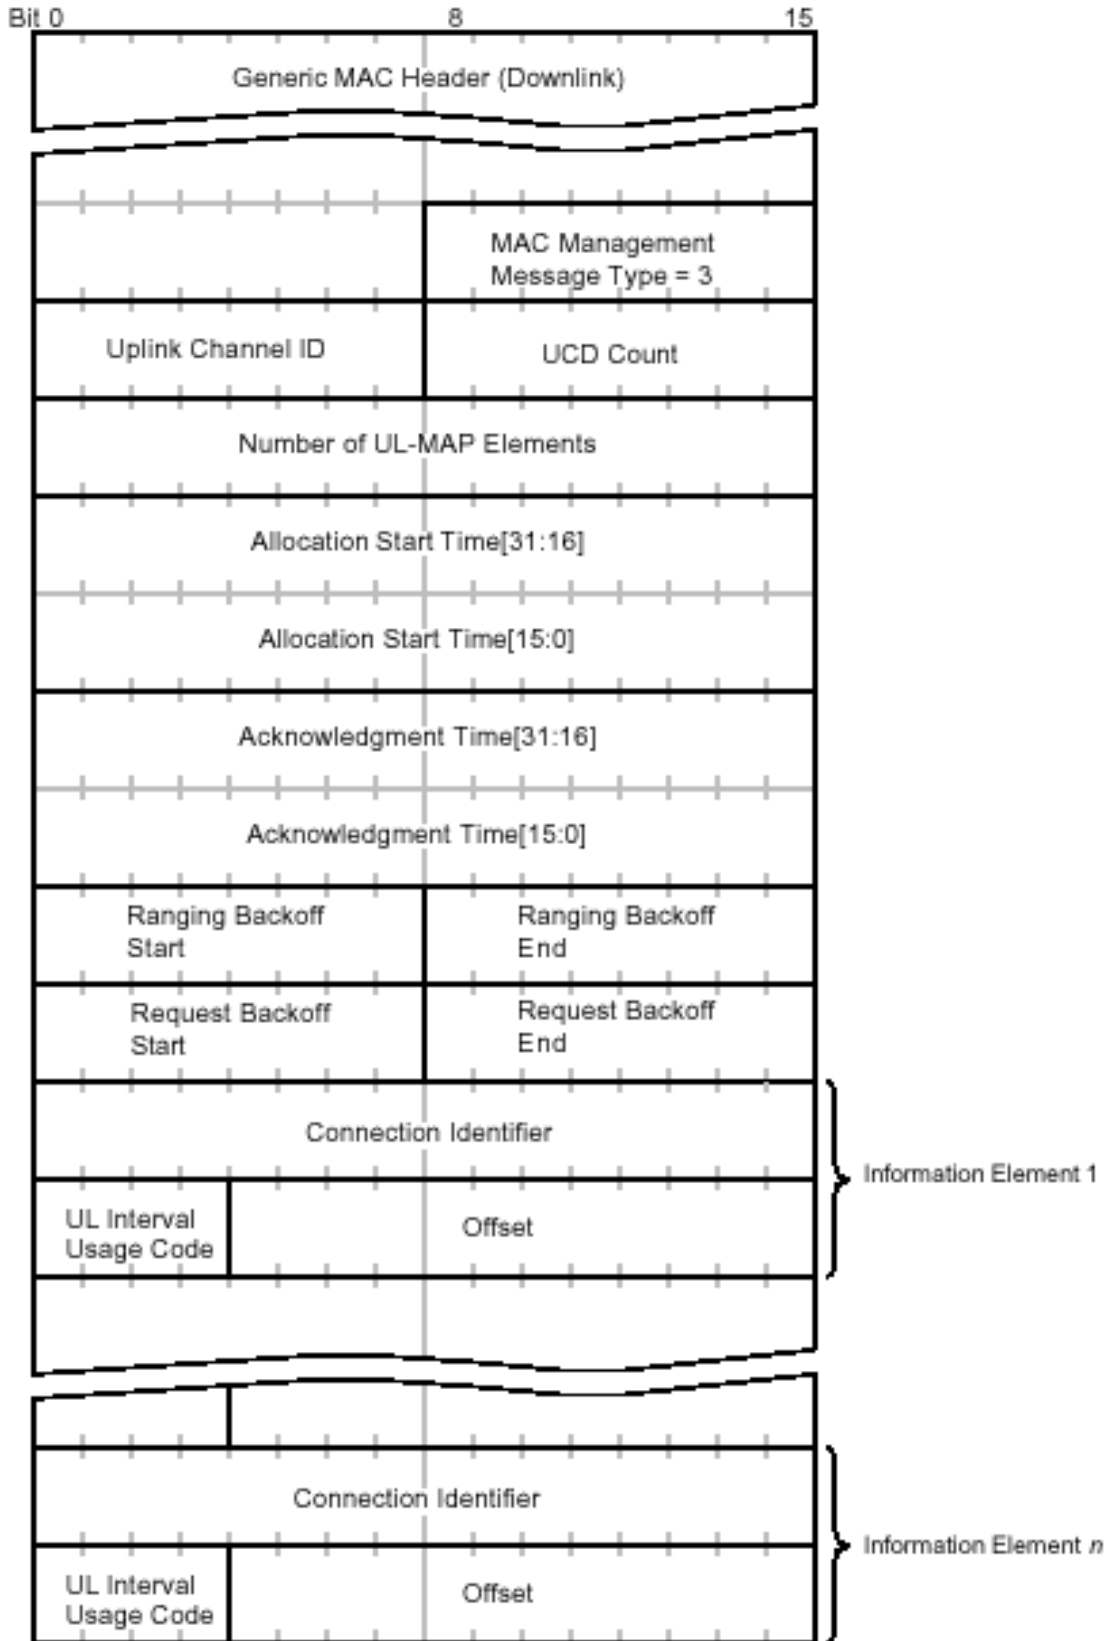 Bit 0 8 15
Generic MAC Header (Downlink)
MAC Management
Message Type = 3
Uplink Channel ID
UCD Count
Number of UL-MAP Elements
Allocation Start Time[31:16]
Allocation Start Time[15:0]
Acknowledgment Time[31:16]
Acknowledgment Time[15:0]
Ranging Backoff
Start
Ranging Backoff
End
Request Backoff
Start
Request Backoff
End
Connection Identifier
Information Element 1
UL Interval
Usage Code
Offset
Connection Identifier
Information Element n
UL Interval
Usage Code
Offset